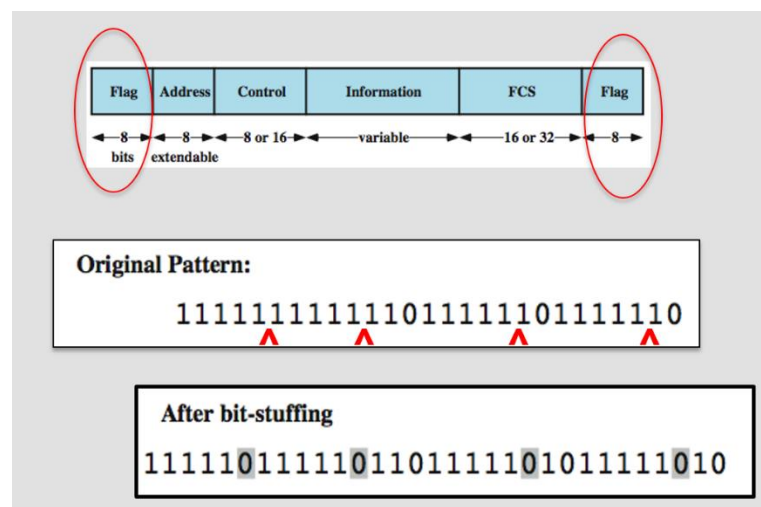 Flag Address Control Information FCS Flag
8 8 8 or 16 variable 16 or 32 8
bits extendable
Original Pattern:
111111111111011111101111110
^ ^ ^ ^
After bit-stuffing
1111101111101101111101011111010